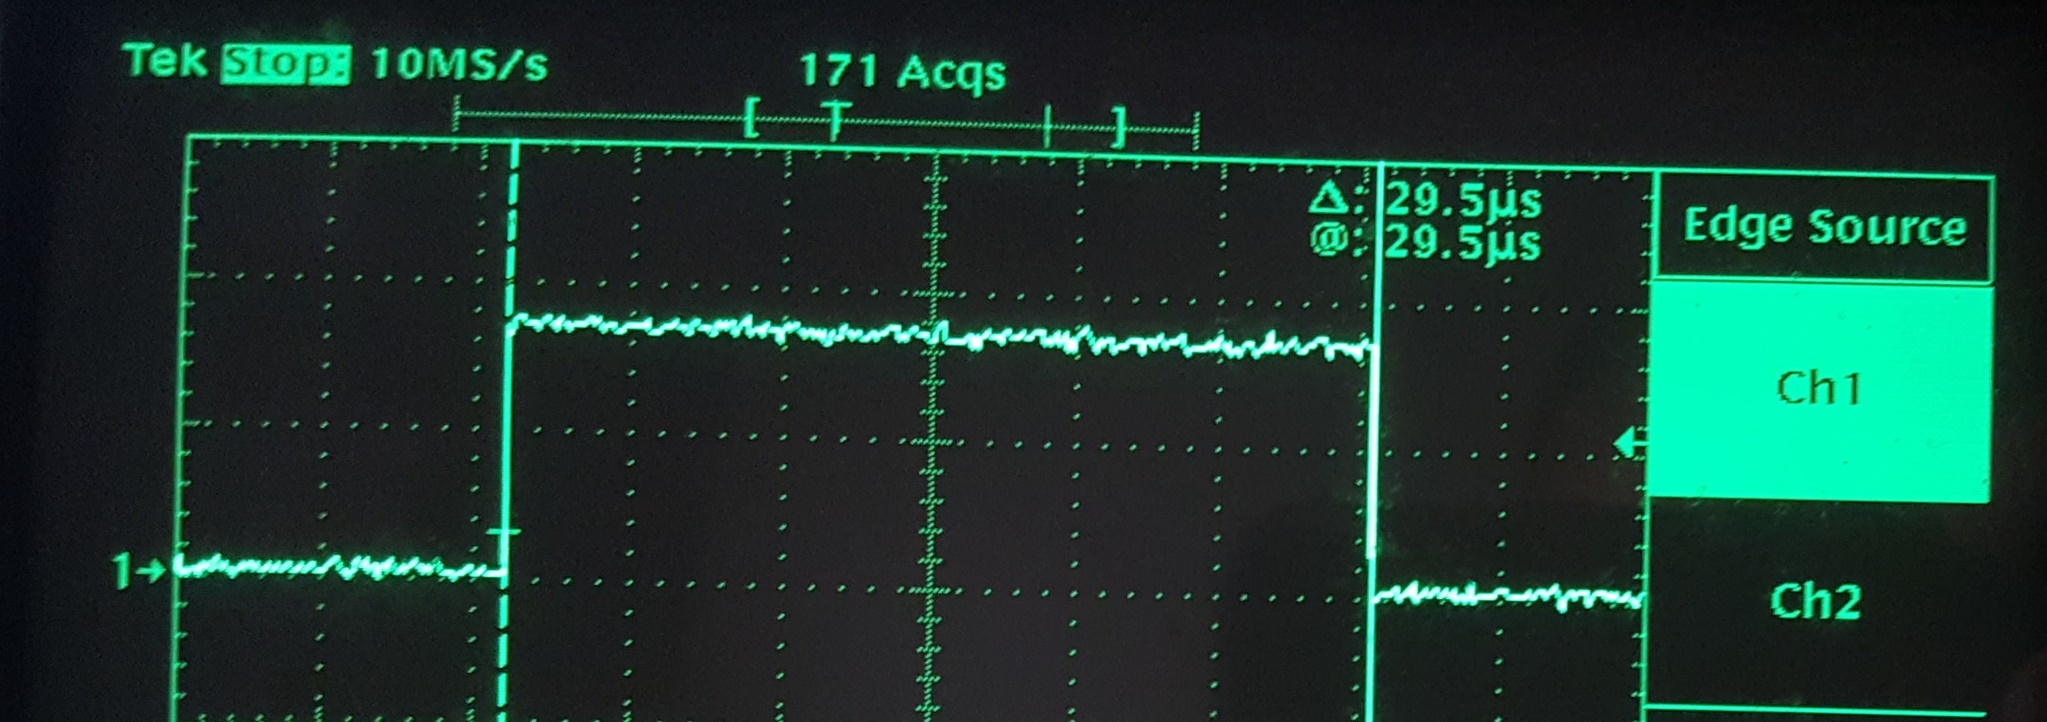 Tek Stop: 10MS/s
171 Acqs
Δ: 29.5µs
@: 29.5µs
Edge Source
Ch1
1→
Ch2